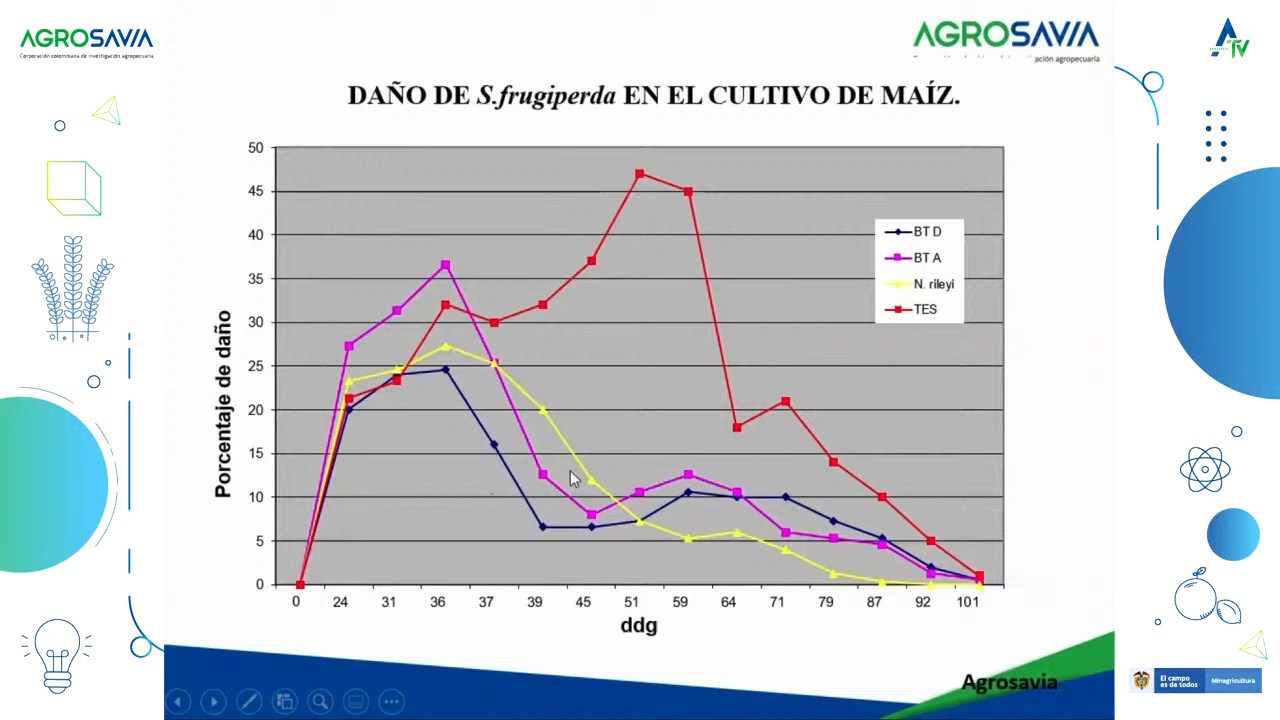 AGROSAVIA
Corporación colombiana de investigación agropecuaria
AGROSAVIA
ación agropecuaria
TV
DAÑO DE S.frugiperda EN EL CULTIVO DE MAÍZ.
Porcentaje de daño
50
45
40
35
30
25
20
15
10
5
0
BT D
BT A
N. rileyi
TES
0 24 31 36 37 39 45 51 59 64 71 79 87 92 101
ddg
Agrosavia
El campo
es de todos
Minagricultura